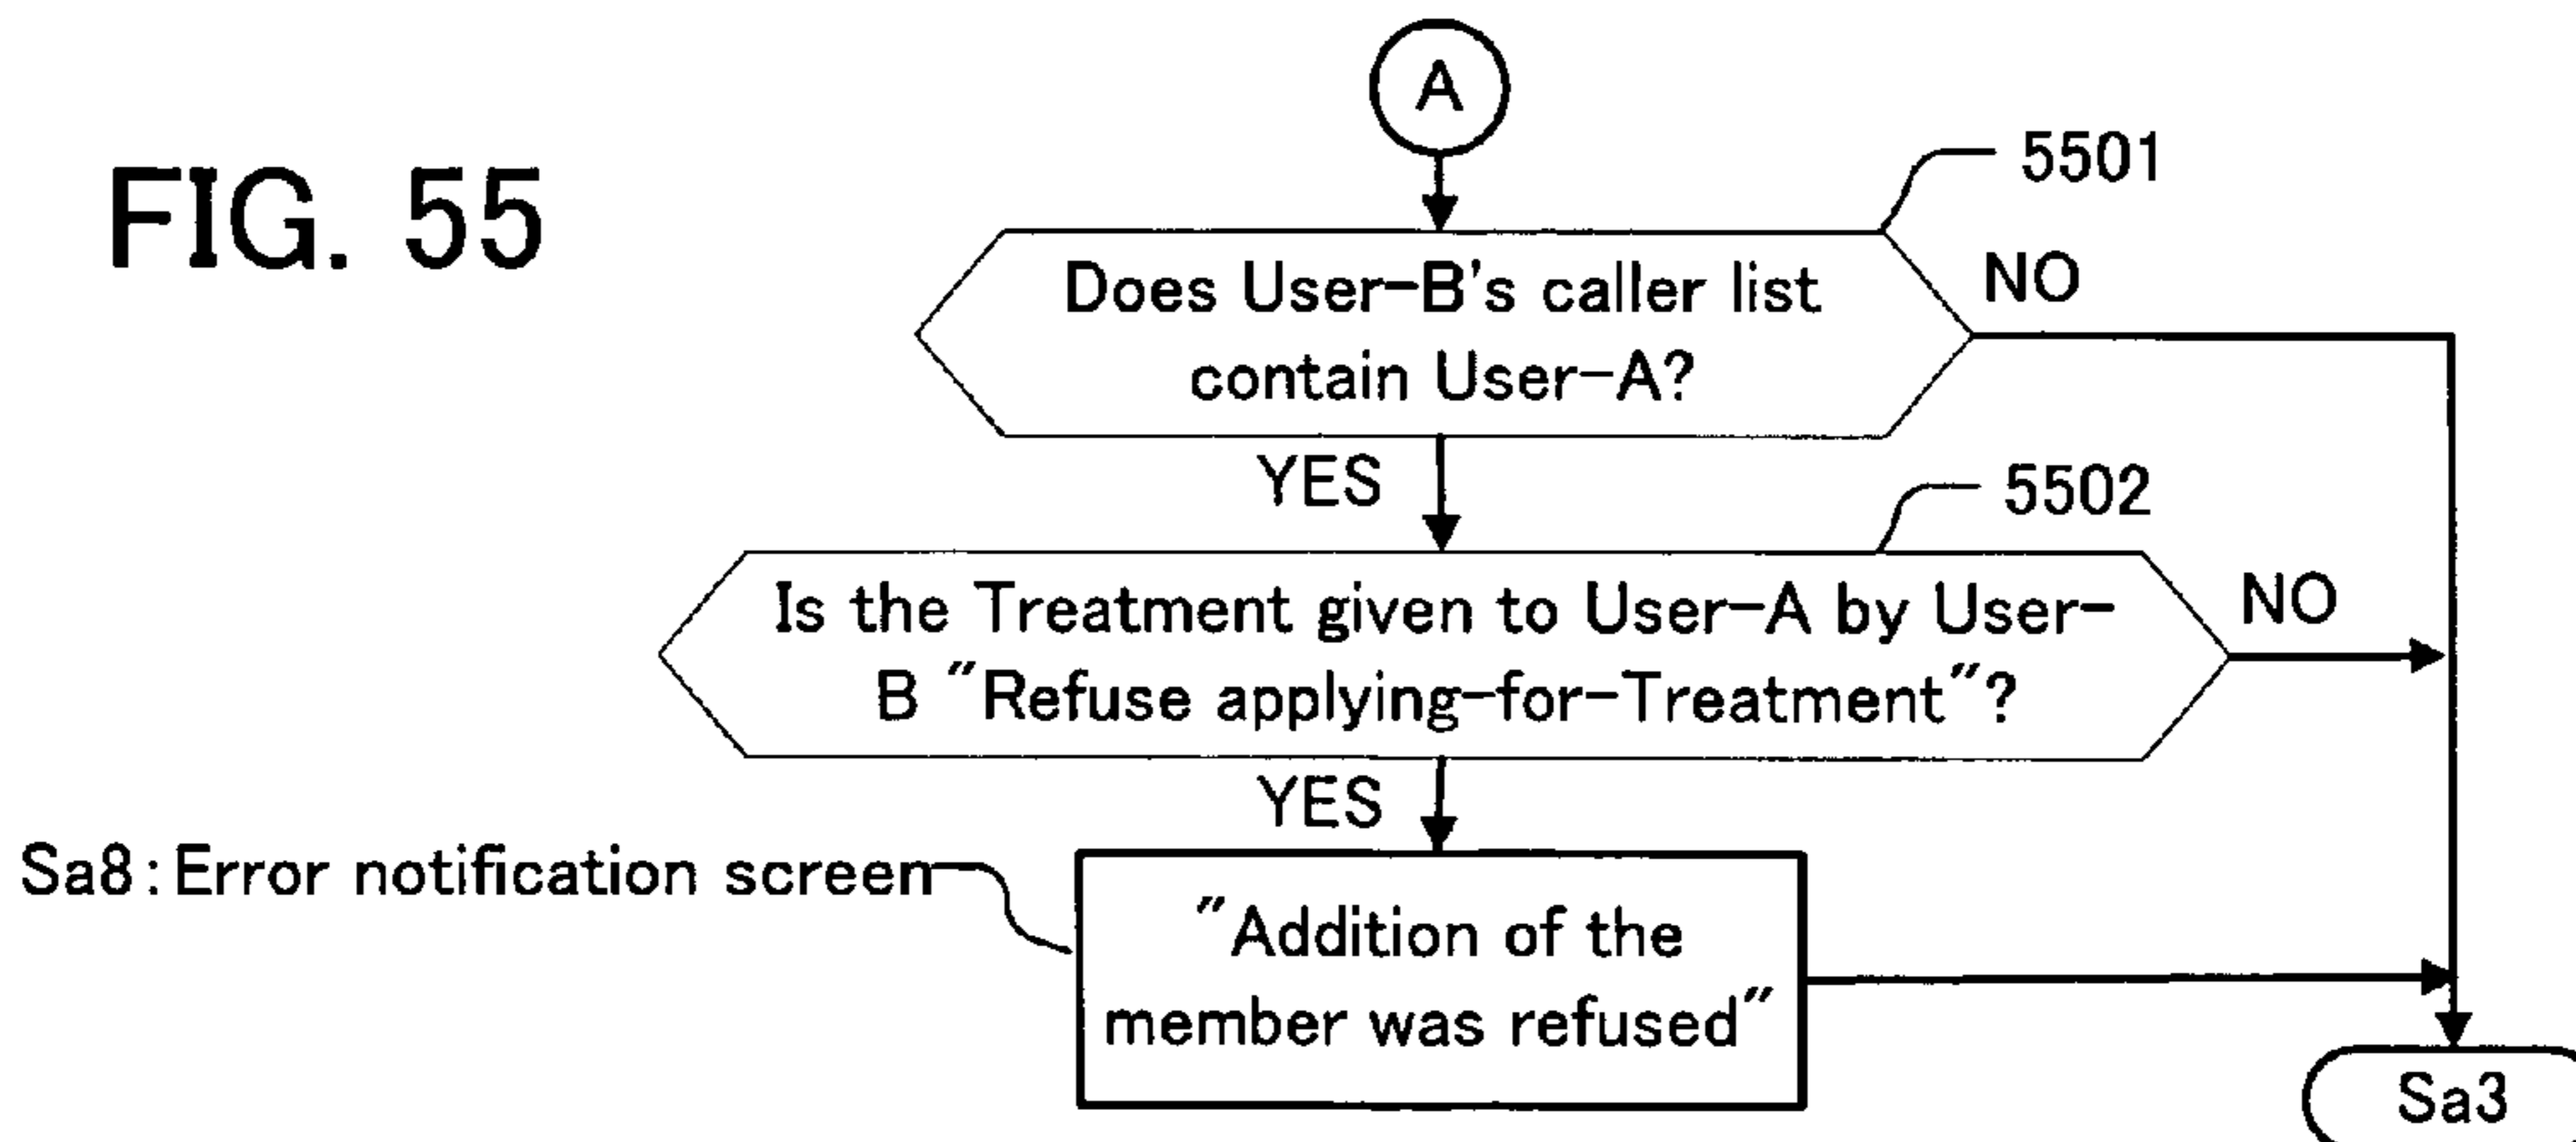 FIG. 55
A
5501
Does User-B's caller list
contain User-A?
NO
YES
5502
Is the Treatment given to User-A by User-
B "Refuse applying-for-Treatment"?
NO
YES
Sa8:Error notification screen
"Addition of the
member was refused"
Sa3